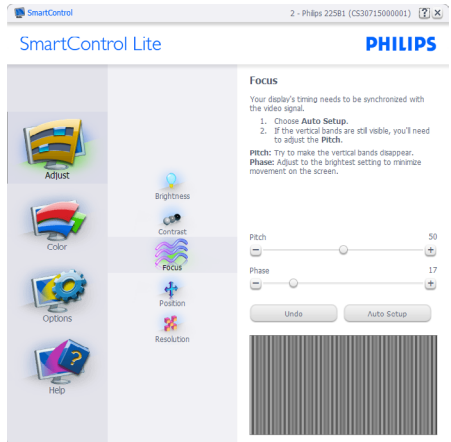 SmartControl
2 - Philips 225B1 (CS30715000001)
SmartControl Lite
PHILIPS
Adjust
Color
Options
Help
Brightness
Contrast
Focus
Position
Resolution
Focus
Your display's timing needs to be synchronized with
the video signal.
1. Choose Auto Setup.
2. If the vertical bands are still visible, you'll need
to adjust the Pitch.
Pitch: Try to make the vertical bands disappear.
Phase: Adjust to the brightest setting to minimize
movement on the screen.
Pitch 50
Phase 17
Undo
Auto Setup